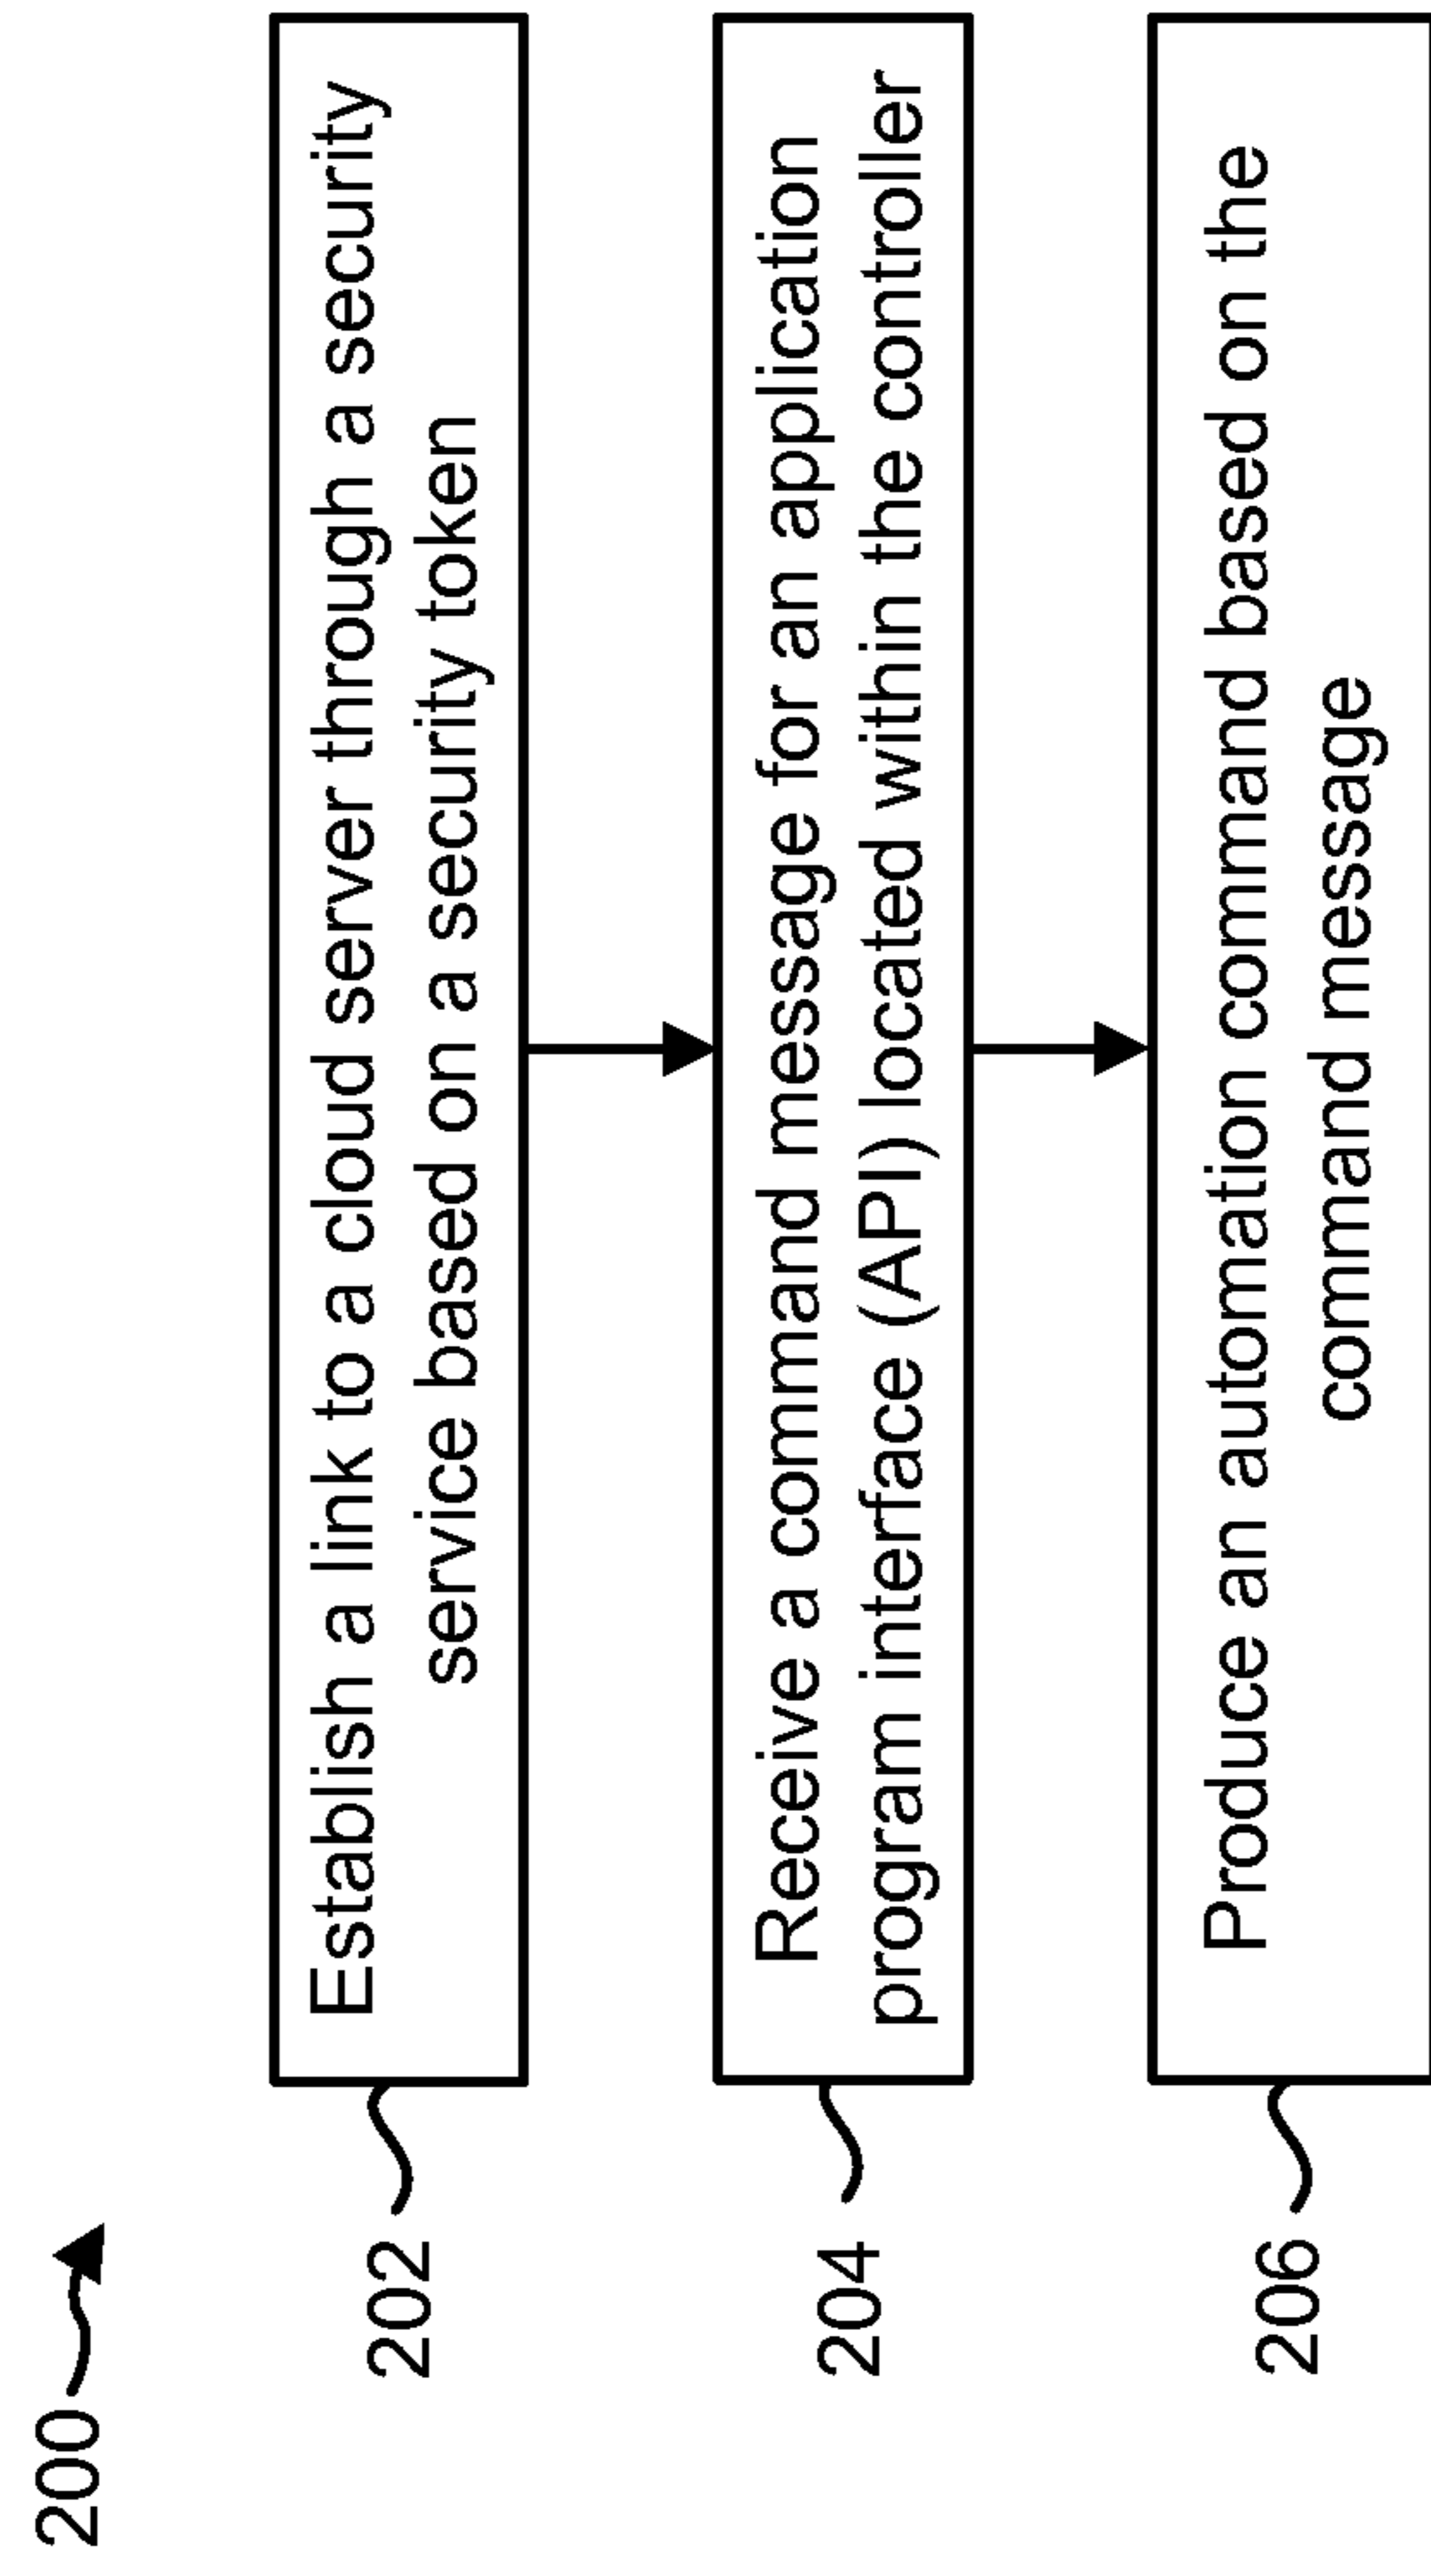 200
202
Establish a link to a cloud server through a security
service based on a security token
204
Receive a command message for an application
program interface (API) located within the controller
206
Produce an automation command based on the
command message